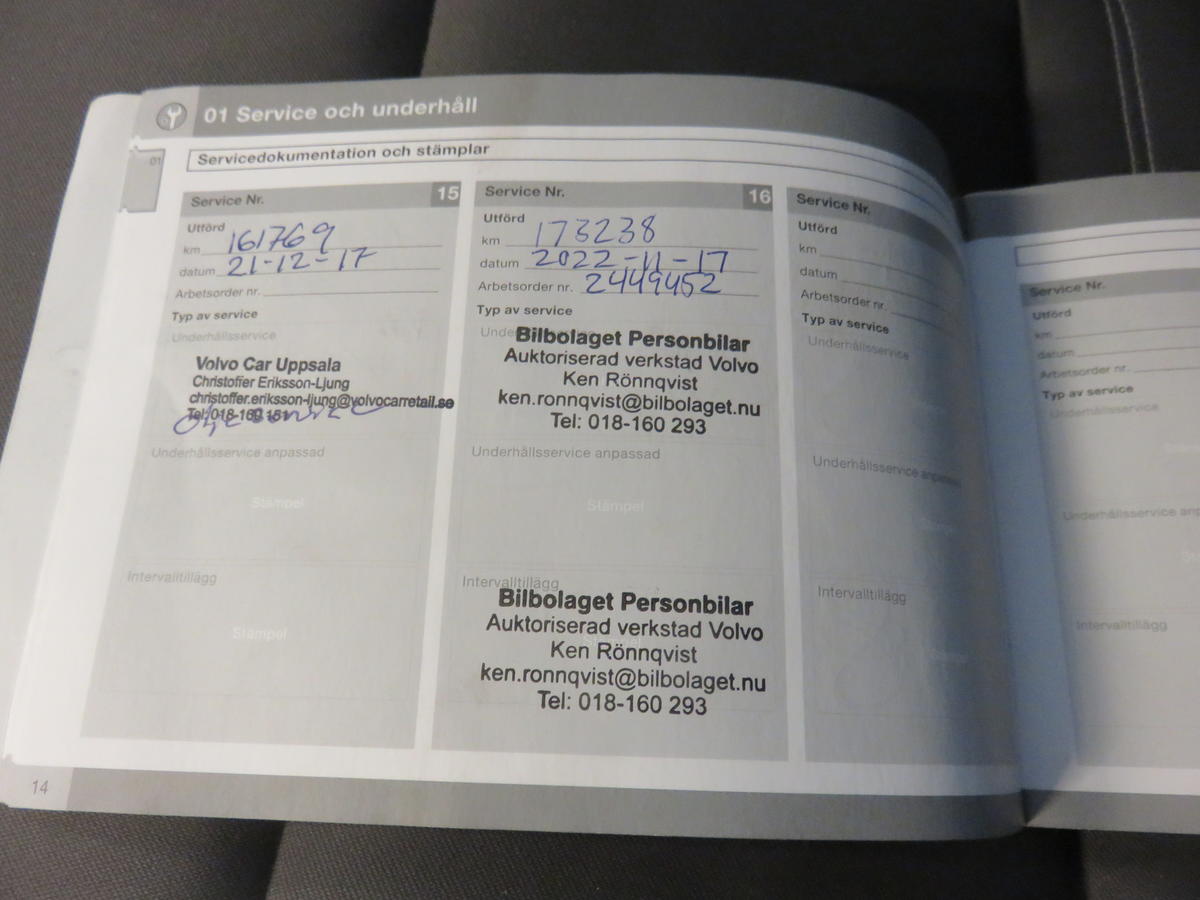 01 Service och underhåll
01
Servicedokumentation och stämplar
Service Nr. 15
Utförd
km 161769
datum 21-12-17
Arbetsorder nr.
Typ av service
Underhållsservice
Volvo Car Uppsala
Christoffer Eriksson-Ljung
christoffer.eriksson-ljung@volvocarretail.se
Tel: 018-160 151
Underhållsservice anpassad
Stämpel
Intervalltillägg
Stämpel
Service Nr. 16
Utförd
km 173238
datum 2022-11-17
Arbetsorder nr. 2449452
Typ av service
Bilbolaget Personbilar
Auktoriserad verkstad Volvo
Ken Rönnqvist
ken.ronnqvist@bilbolaget.nu
Tel: 018-160 293
Underhållsservice anpassad
Stämpel
Intervalltillägg
Bilbolaget Personbilar
Auktoriserad verkstad Volvo
Ken Rönnqvist
ken.ronnqvist@bilbolaget.nu
Tel: 018-160 293
Service Nr.
Utförd
km
datum
Arbetsorder nr.
Typ av service
Underhållsservice
Underhållsservice
Intervalltillägg
Service Nr.
Utförd
km
datum
Arbetsorder nr.
Typ av service
Underhållsservice
Underhållsservice
Intervalltillägg
14